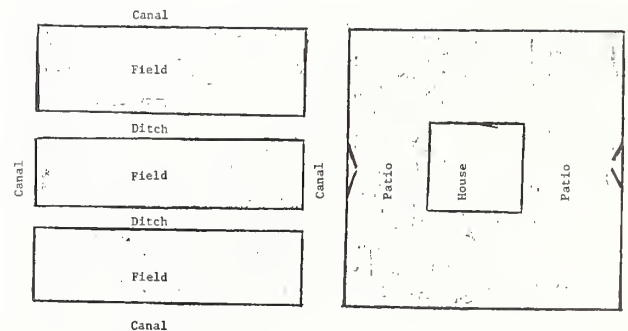 Canal
Field
Ditch
Canal
Field
Canal
Ditch
Field
Canal
Patio
House
Patio